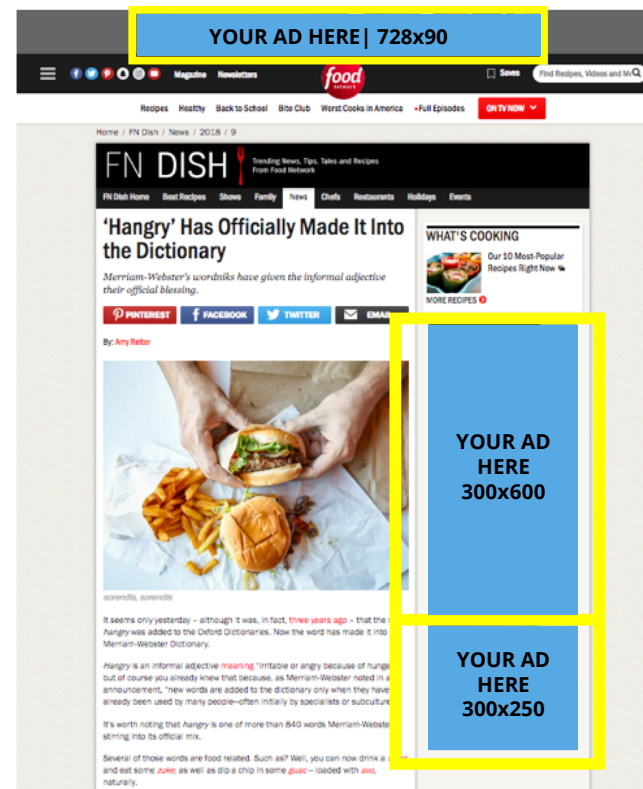 YOUR AD HERE| 728x90
Magazine Newsletters
food
network
Saves
Find Recipes, Videos and
Recipes Healthy Back to School Bite Club Worst Cooks in America +Full Episodes ON TV NOW
Home / FN Dish / News / 2018 / 9
FN DISH
Trending News, Tips, Tales and Recipes
From Food Network
FN Dish Home Best Recipes Shows Family News Chefs Restaurants Holidays Events
‘Hangry’ Has Officially Made It Into
the Dictionary
Merriam-Webster's wordniks have given the informal adjective
their official blessing.
PINTEREST FACEBOOK TWITTER EMAIL
By: Amy Reiter
WHAT'S COOKING
Our 10 Most-Popular
Recipes Right Now
MORE RECIPES
YOUR AD
HERE
300x600
YOUR AD
HERE
300x250
sorendls, sorendls
It seems only yesterday – although it was, in fact, three years ago – that the
hangry was added to the Oxford Dictionaries. Now the word has made it into
Merriam-Webster Dictionary.
Hangry is an informal adjective meaning "irritable or angry because of hunge
but of course you already knew that because, as Merriam-Webster noted in a
announcement, "new words are added to the dictionary only when they have
already been used by many people—often initially by specialists or subculture
It's worth noting that hangry is one of more than 840 words Merriam-Webste
stirring into its official mix.
Several of those words are food related. Such as? Well, you can now drink a
and eat some zuke, as well as dip a chip in some guac – loaded with avo,
naturally.